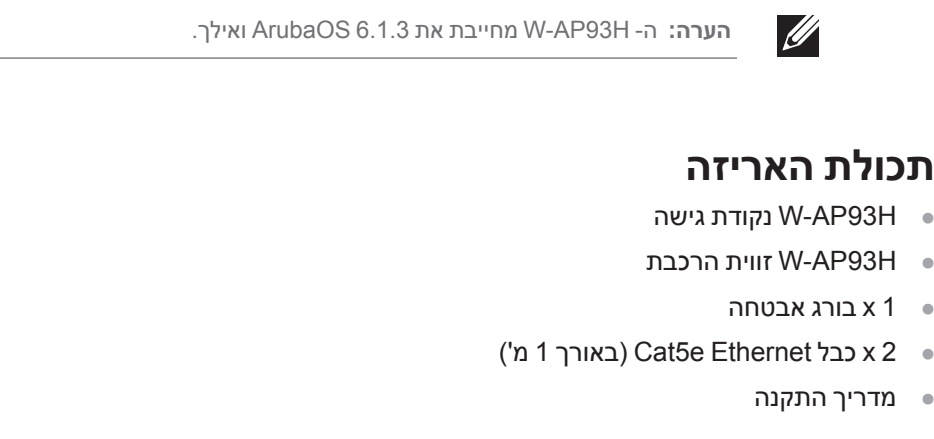 הערה: ה- W-AP93H מחייבת את ArubaOS 6.1.3 ואילך.
תכולת האריזה
W-AP93H נקודת גישה
W-AP93H זווית הרכבת
1 x בורג אבטחה
2 x כבל Cat5e Ethernet (באורך 1 מ')
מדריך התקנה